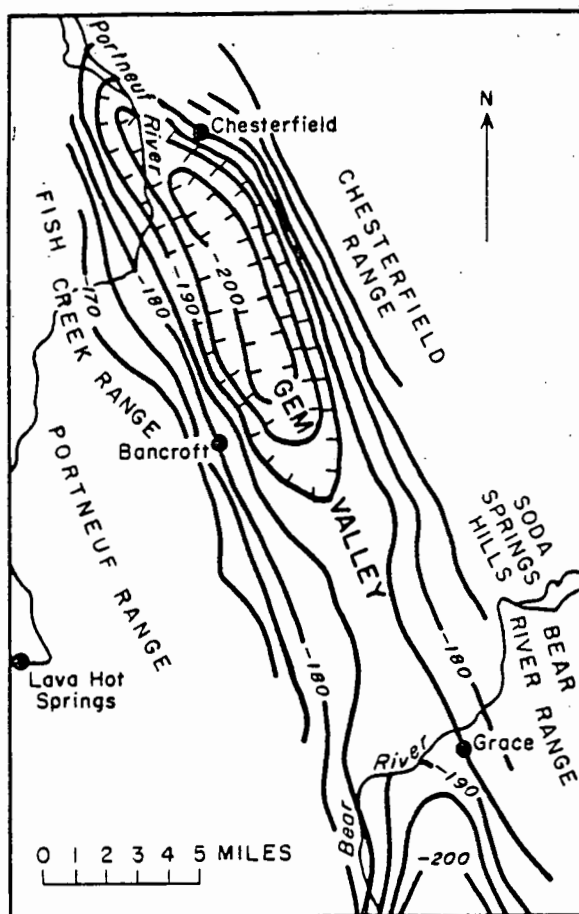 Portneuf
River
N
Chesterfield
CHESTERFIELD
RANGE
FISH
CREEK
RANGE
-170
-180
-190
-200
GEM
VALLEY
Bancroft
PORTNEUF RANGE
SODA
SPRINGS
HILLS
BEAR
RIVER RANGE
Lava Hot
Springs
-180
-180
Grace
River
-190
Bear
-200
0 1 2 3 4 5 MILES